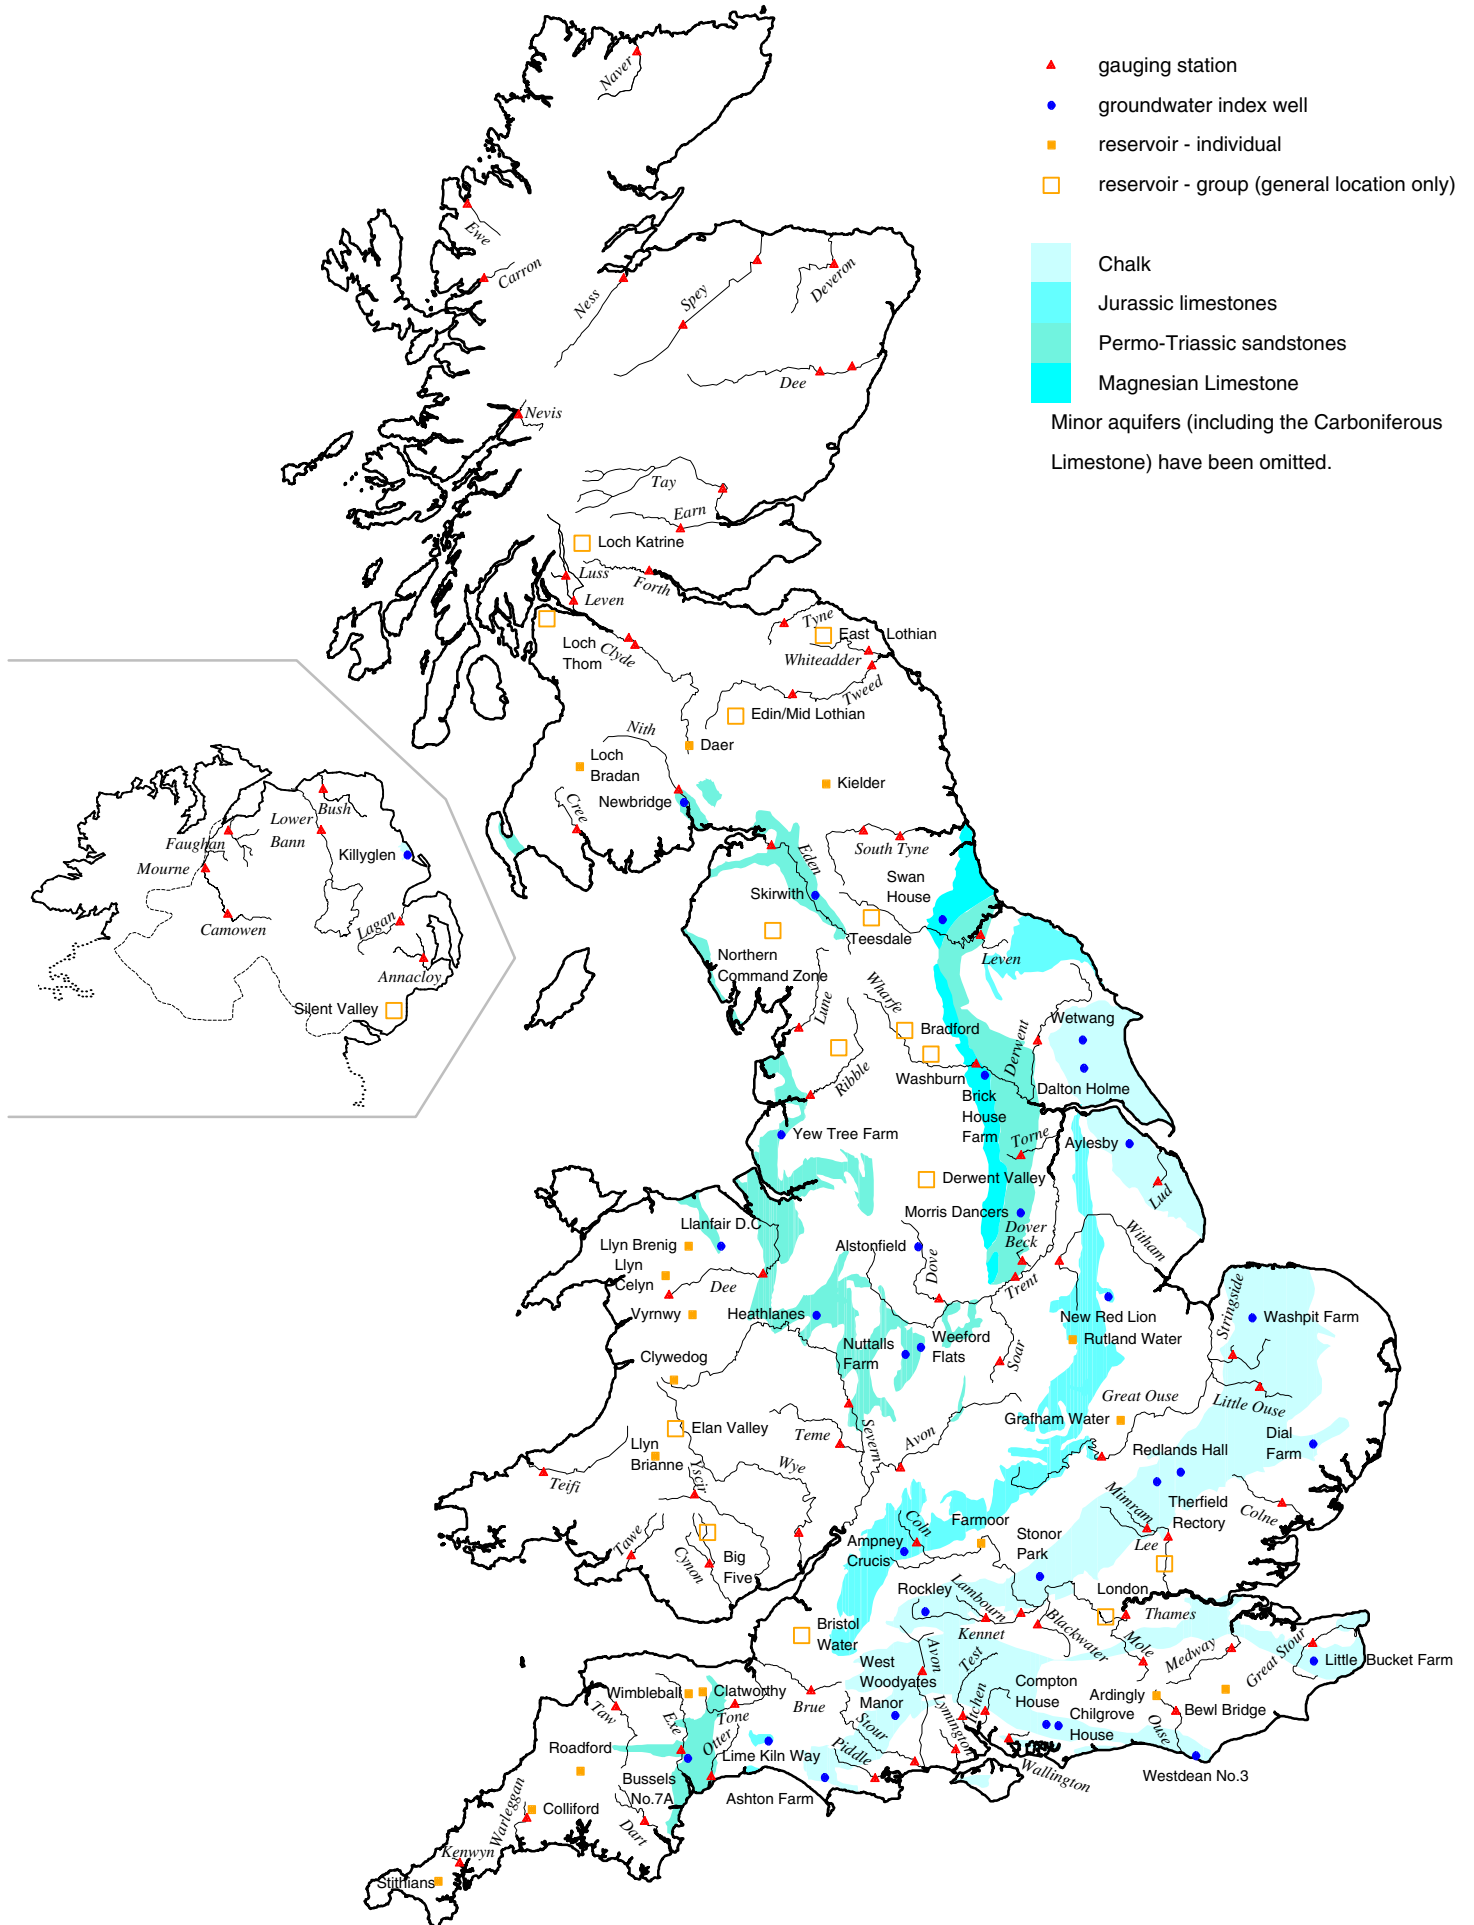 gauging station
groundwater index well
reservoir - individual
reservoir - group (general location only)
Chalk
Jurassic limestones
Permo-Triassic sandstones
Magnesian Limestone
Minor aquifers (including the Carboniferous
Limestone) have been omitted.
Naver
Ewe
Carron
Ness
Spey
Deveron
Dee
Nevis
Tay
Earn
Loch Katrine
Luss
Forth
Leven
Loch
Thom
Clyde
Tyne
East Lothian
Whiteadder
Tweed
Edin/Mid Lothian
Nith
Daer
Loch
Bradan
Kielder
Newbridge
Cree
Bush
Lower
Bann
Faughan
Killyglen
Mourne
Camowen
Lagan
Annacloy
Silent Valley
Eden
South Tyne
Swan
House
Skirwith
Teesdale
Northern
Command Zone
Leven
Lune
Wharfe
Bradford
Wetwang
Derwent
Ribble
Washburn
Dalton Holme
Brick
House
Farm
Yew Tree Farm
Torne
Aylesby
Derwent Valley
Lud
Morris Dancers
Dover
Beck
Llanfair D.C
Witham
Llyn Brenig
Alstonfield
Llyn
Celyn
Dee
Dove
Trent
Vyrnwy
Heathlanes
New Red Lion
Stringside
Washpit Farm
Nuttalls
Farm
Weeford
Flats
Rutland Water
Soar
Clywedog
Great Ouse
Little Ouse
Grafham Water
Elan Valley
Teme
Severn
Avon
Dial
Farm
Llyn
Brianne
Redlands Hall
Teifi
Yscir
Wye
Mimram
Therfield
Rectory
Colne
Tawe
Cynon
Big
Five
Coln
Farmoor
Ampney
Crucis
Stonor
Park
Lee
Rockley
Lambourn
London
Thames
Kennet
Blackwater
Bristol
Water
Mole
Medway
Great Stour
Little Bucket Farm
Avon
Test
West
Woodyates
Manor
Compton
House
Wimbleball
Clatworthy
Brue
Itchen
Ardingly
Chilgrove
House
Bewl Bridge
Taw
Exe
Tone
Stour
Lymington
Ouse
Roadford
Otter
Lime Kiln Way
Piddle
Wallington
Westdean No.3
Bussels
No.7A
Ashton Farm
Warleggan
Colliford
Dart
Kenwyn
Stithians